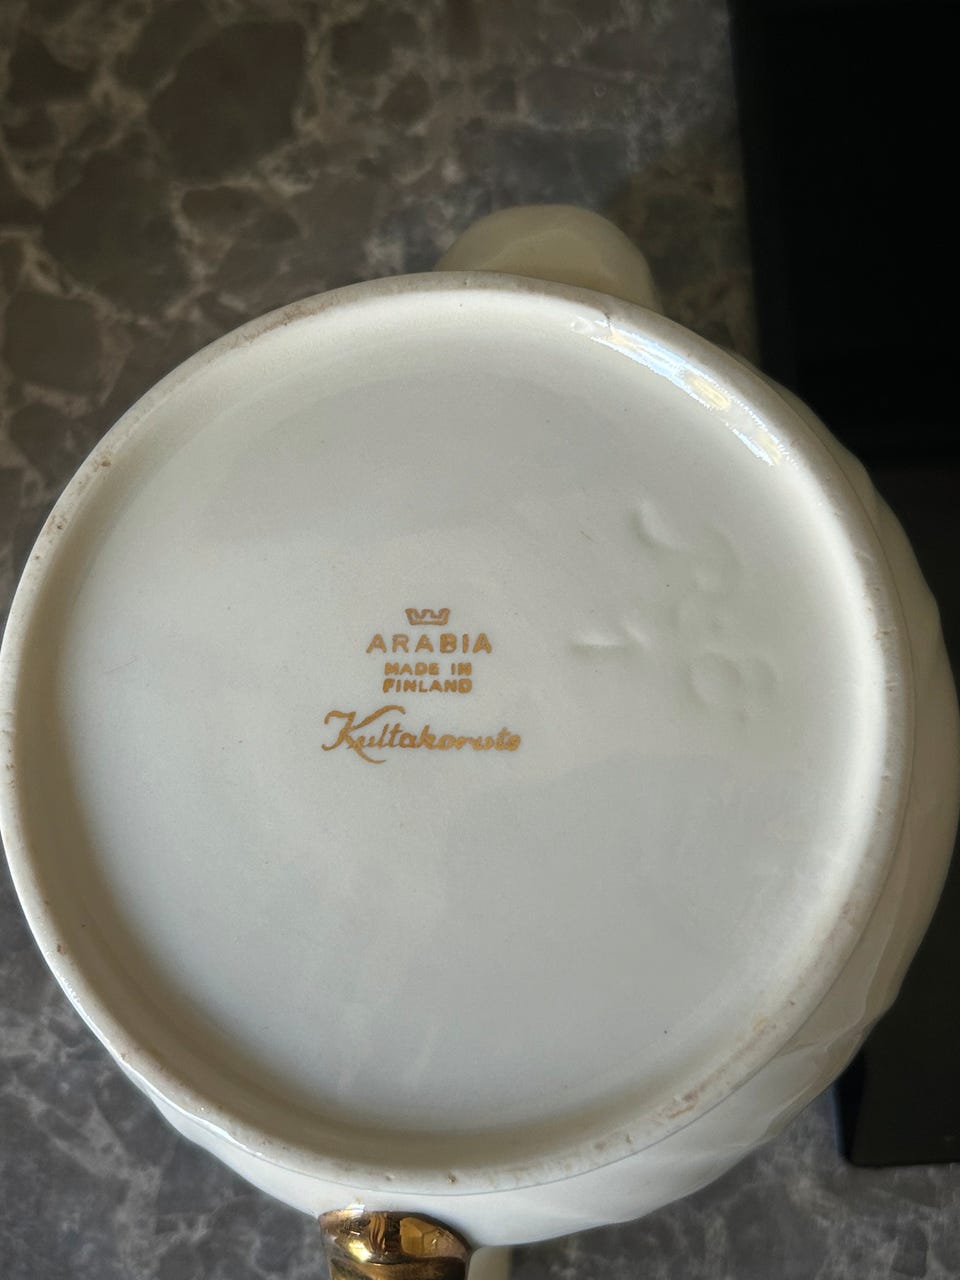 ARABIA
MADE IN
FINLAND
Kultakoruste